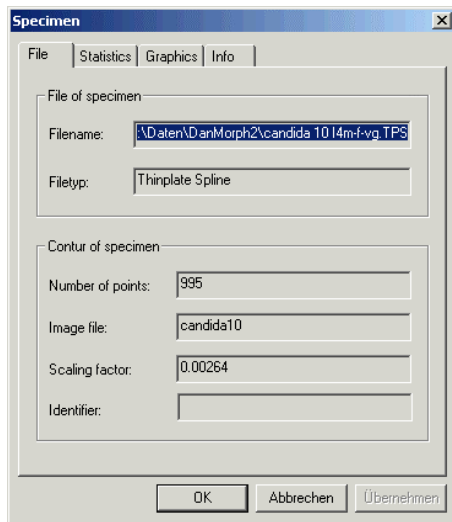 Specimen
File Statistics Graphics Info
File of specimen
Filename: :\Daten\DanMorph2\candida 10 l4m-f-vg.TPS
Filetyp: Thinplate Spline
Contur of specimen
Number of points: 995
Image file: candida10
Scaling factor: 0.00264
Identifier:
OK Abbrechen Übernehmen